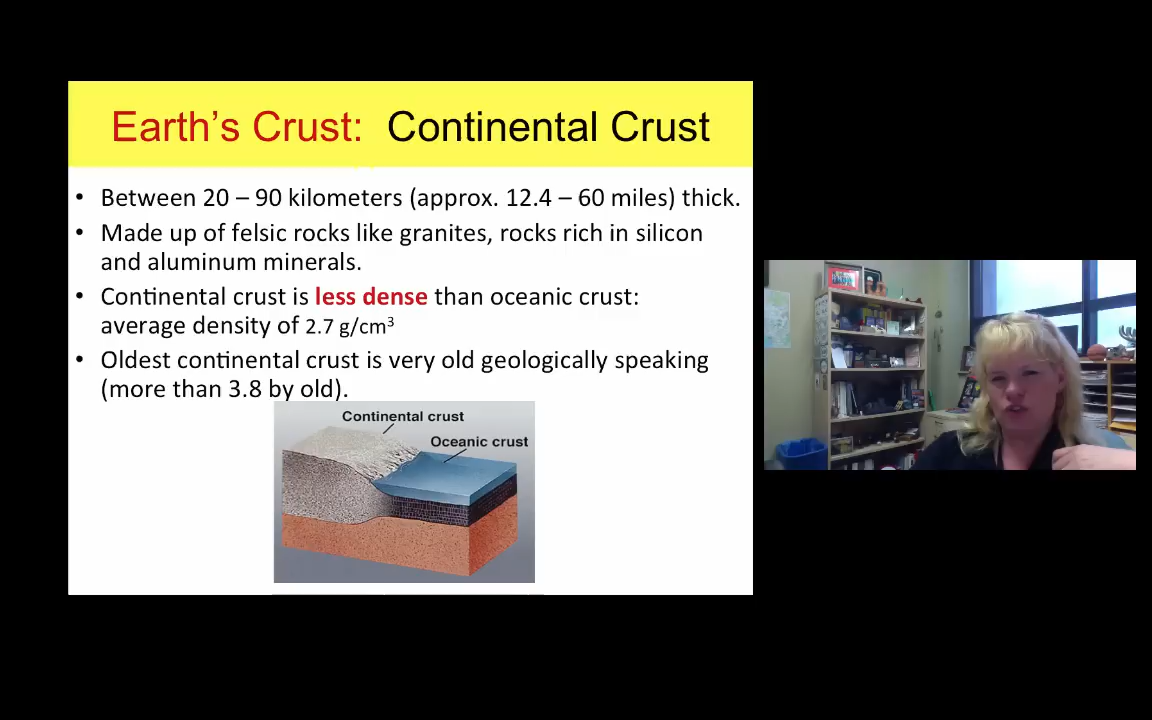 Earth's Crust: Continental Crust
• Between 20 – 90 kilometers (approx. 12.4 – 60 miles) thick.
• Made up of felsic rocks like granites, rocks rich in silicon
and aluminum minerals.
• Continental crust is less dense than oceanic crust:
average density of 2.7 g/cm³
• Oldest continental crust is very old geologically speaking
(more than 3.8 by old).
Continental crust
Oceanic crust